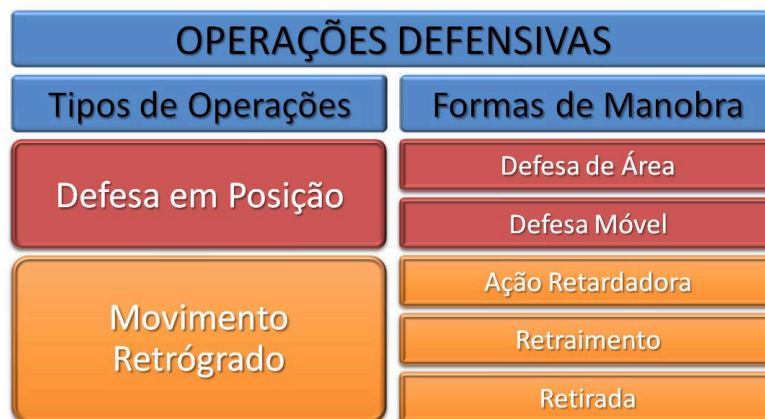 OPERAÇÕES DEFENSIVAS
Tipos de Operações
Formas de Manobra
Defesa em Posição
Defesa de Área
Defesa Móvel
Movimento
Retrógrado
Ação Retardadora
Retraimento
Retirada